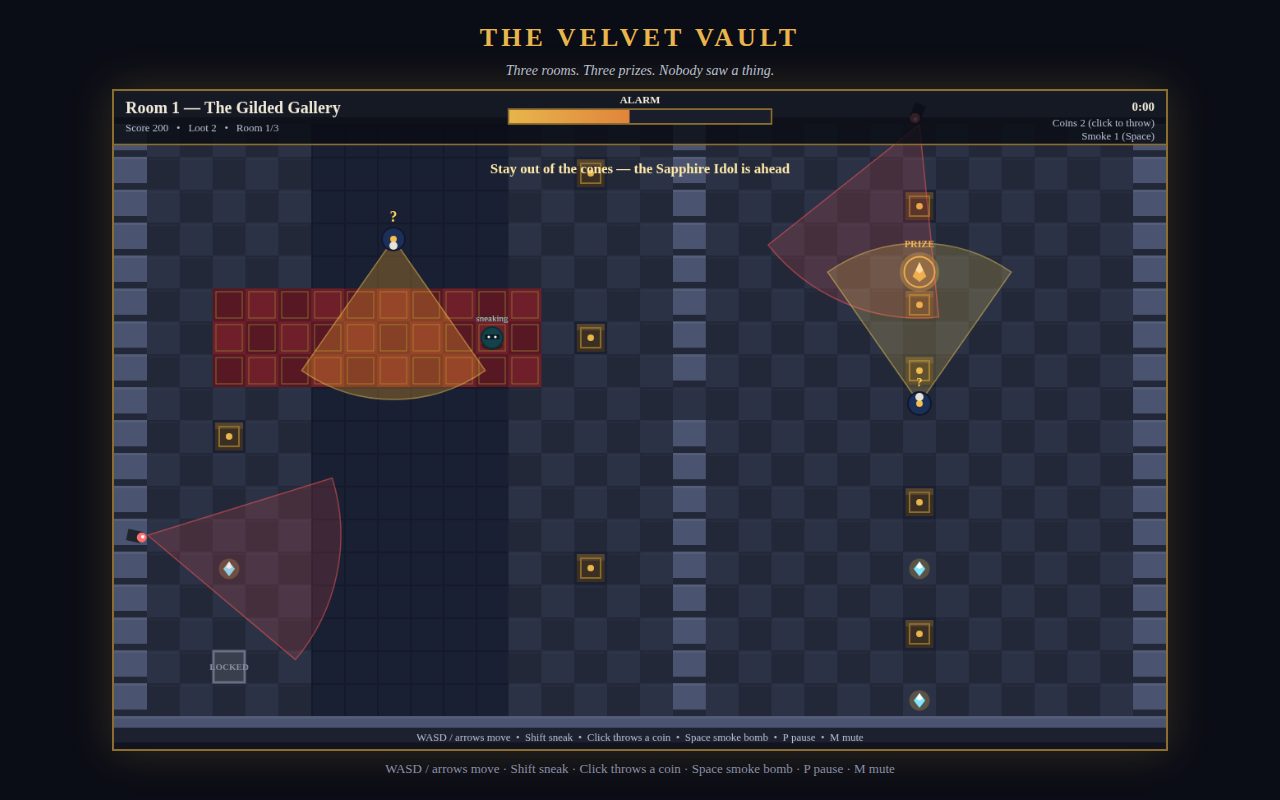 THE VELVET VAULT
Three rooms. Three prizes. Nobody saw a thing.
Room 1 — The Gilded Gallery
ALARM
0:00
Score 200 • Loot 2 • Room 1/3
Coins 2 (click to throw)
Smoke 1 (Space)
Stay out of the cones — the Sapphire Idol is ahead
?
PRIZE
sneaking
?
LOCKED
WASD / arrows move • Shift sneak • Click throws a coin • Space smoke bomb • P pause • M mute
WASD / arrows move · Shift sneak · Click throws a coin · Space smoke bomb · P pause · M mute